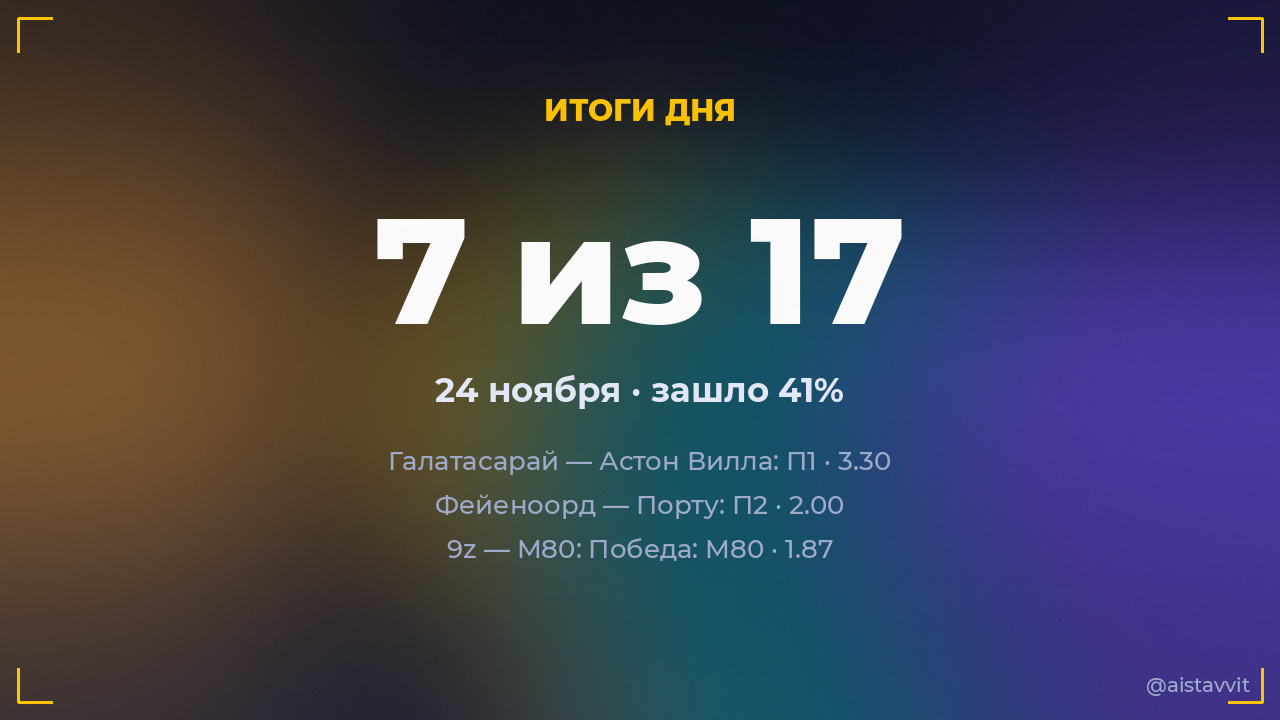 ИТОГИ ДНЯ
7 из 17
24 ноября · зашло 41%
Галатасарай — Астон Вилла: П1 · 3.30
Фейеноорд — Порту: П2 · 2.00
9z — M80: Победа: M80 · 1.87
@aistavvit